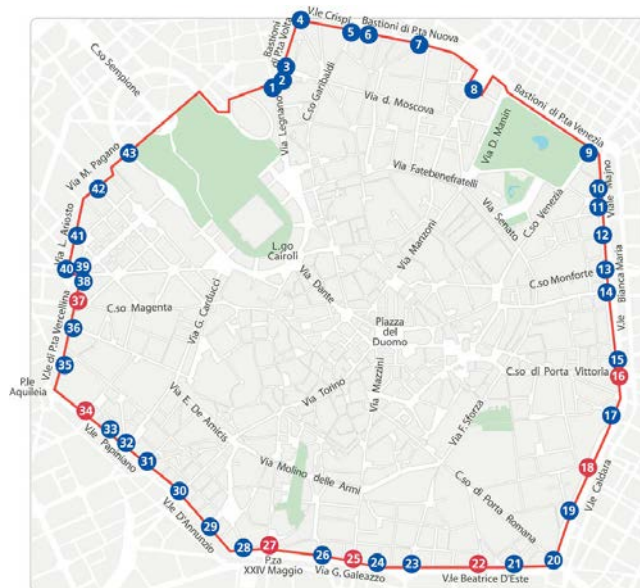 4
V.le Crispi
5
6
Bastioni di P.ta Nuova
7
Bastioni
di P.ta Volta
C.so Sempione
3
2
1
8
C.so Garibaldi
Via Legnano
Via d. Moscova
Bastioni di P.ta Venezia
Via D. Manin
9
43
Via M. Pagano
42
Via Fatebenefratelli
10
11
Viale Majno
Via Senato
C.so Venezia
41
Via L. Ariosto
12
L.go
Cairoli
Via Manzoni
40
39
38
13
C.so Monforte
14
V.le Bianca Maria
37
C.so Magenta
Via G. Carducci
Via Dante
36
V.le di P.ta Vercellina
Piazza
del
Duomo
35
15
C.so di Porta Vittoria
16
P.le
Aquileia
34
Via Torino
Via Mazzini
17
33
32
V.le Papiniano
31
Via E. De Amicis
Via F. Sforza
18
V.le Caldara
30
Via Molino delle Armi
C.so di Porta Romana
29
V.le D'Annunzio
19
28
27
P.za
XXIV Maggio
26
25
24
Via G. Galeazzo
23
22
21
20
V.le Beatrice D'Este